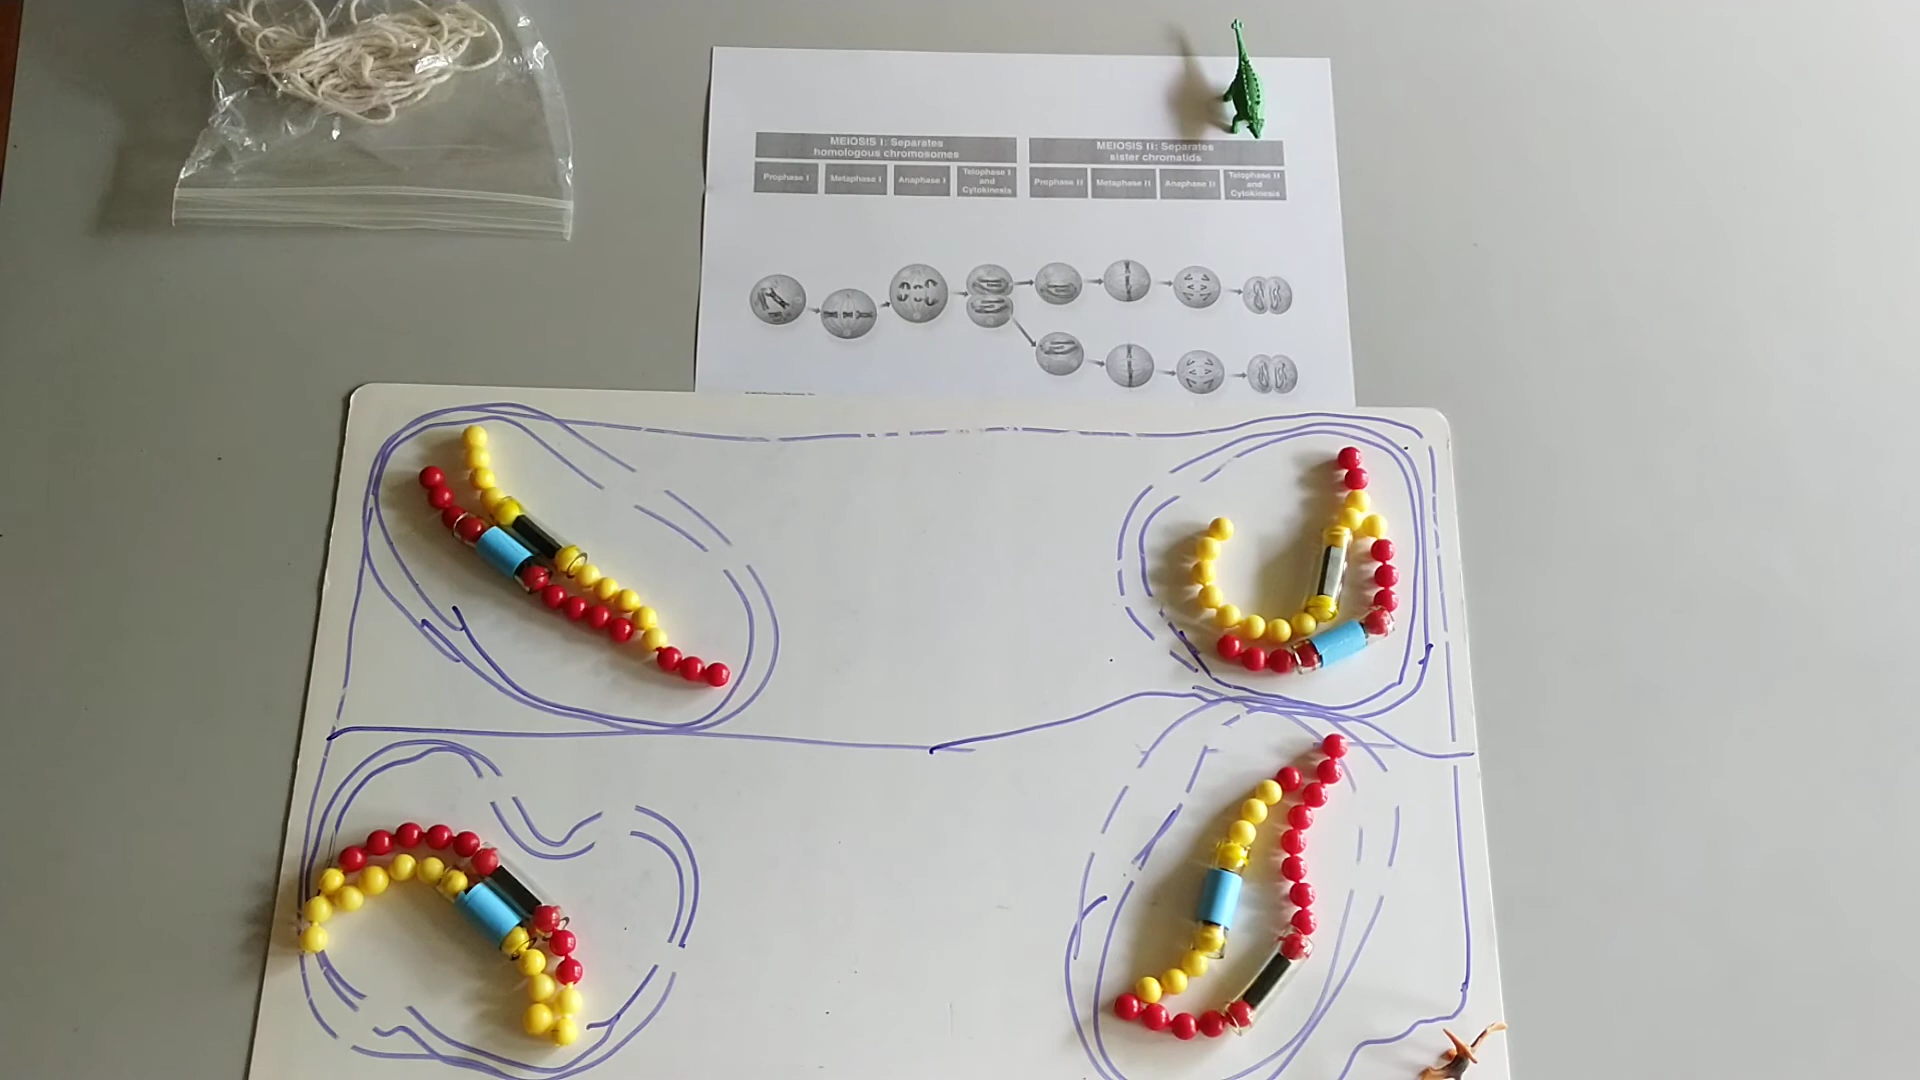 MEIOSIS I: Separates
homologous chromosomes
MEIOSIS II: Separates
sister chromatids
Prophase I
Metaphase I
Anaphase I
Telophase I
and
Cytokinesis
Prophase II
Metaphase II
Anaphase II
Telophase II
and
Cytokinesis